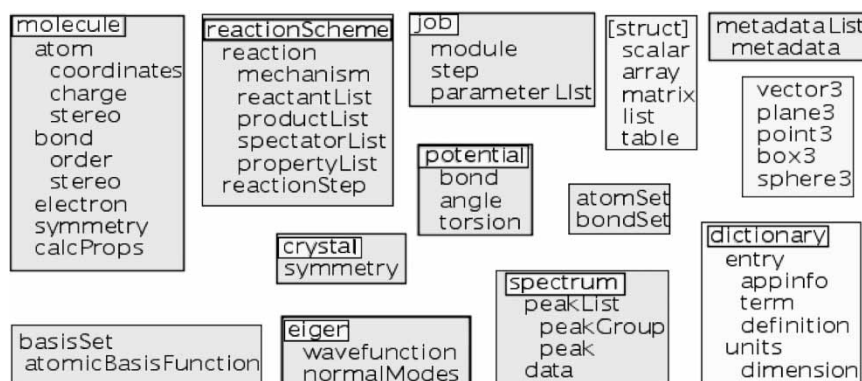 molecule
atom
coordinates
charge
stereo
bond
order
stereo
electron
symmetry
calcProps
reactionScheme
reaction
mechanism
reactantList
productList
spectatorList
propertyList
reactionStep
job
module
step
parameterLIst
[struct]
scalar
array
matrix
list
table
metadataList
metadata
vector3
plane3
point3
box3
sphere3
potential
bond
angle
torsion
atomSet
bondSet
crystal
symmetry
dictionary
entry
appinfo
term
definition
units
dimension
spectrum
peakList
peakGroup
peak
data
basisSet
atomicBasisFunction
eigen
wavefunction
normalModes